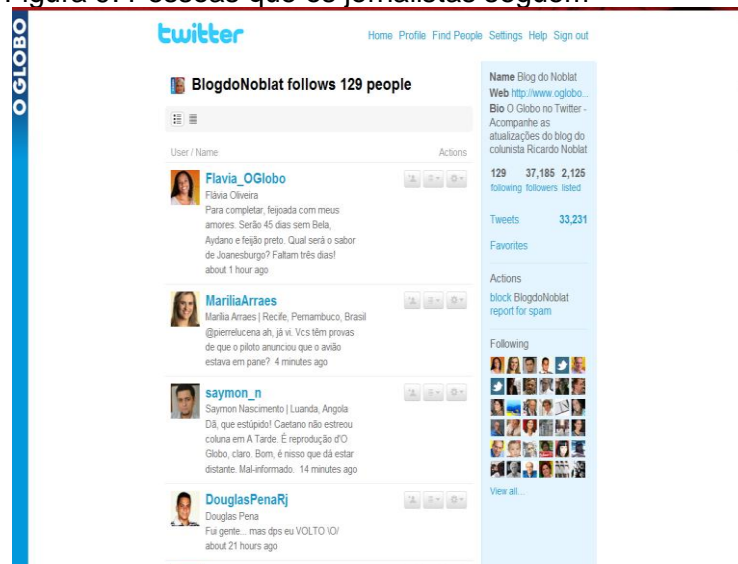 Figura 9: Pessoas que os jornalistas seguem
O GLOBO
twitter
Home Profile Find People Settings Help Sign out
BlogdoNoblat follows 129 people
User / Name Actions
Flavia_OGlobo
Flávia Oliveira
Para completar, feijoada com meus
amores. Serão 45 dias sem Bela,
Aydano e feijão preto. Qual será o sabor
de Joanesburgo? Faltam três dias!
about 1 hour ago
MariliaArraes
Marília Arraes | Recife, Pernambuco, Brasil
@pierrelucena ah, já vi. Vcs têm provas
de que o piloto anunciou que o avião
estava em pane? 4 minutes ago
saymon_n
Saymon Nascimento | Luanda, Angola
Dã, que estúpido! Caetano não estreou
coluna em A Tarde. É reprodução d'O
Globo, claro. Bom, é nisso que dá estar
distante. Mal-informado. 14 minutes ago
DouglasPenaRj
Douglas Pena
Fui gente... mas dps eu VOLTO \O/
about 21 hours ago
Name Blog do Noblat
Web http://www.oglobo...
Bio O Globo no Twitter -
Acompanhe as
atualizações do blog do
colunista Ricardo Noblat
129 37,185 2,125
following followers listed
Tweets 33,231
Favorites
Actions
block BlogdoNoblat
report for spam
Following
View all...